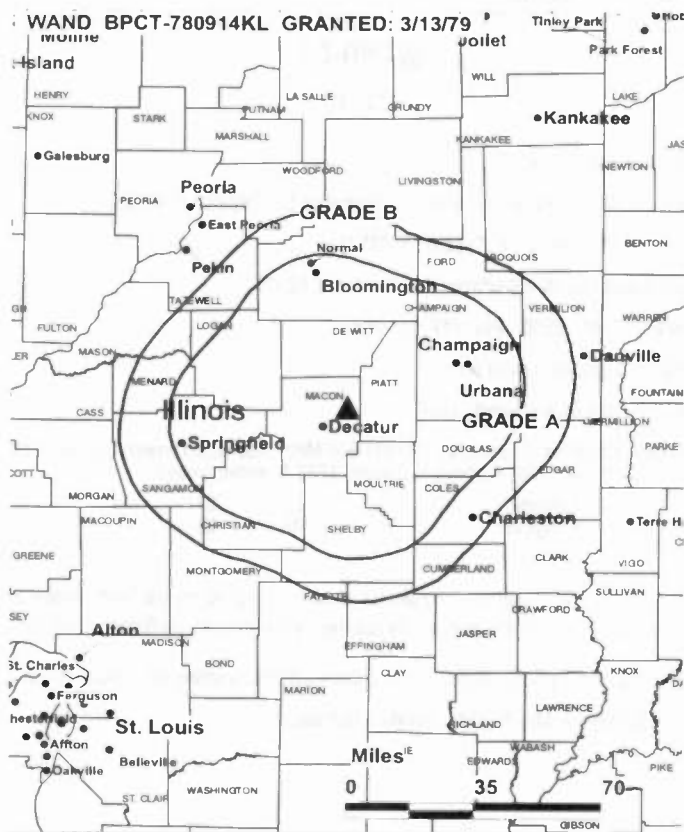 WAND BPCT-780914KL GRANTED: 3/13/79
Tinley Park
Moline
Joliet
Park Forest
Island
WILL
HENRY
LA SALLE
LAKE
KNOX
PUTNAM
GRUNDY
STARK
Kankakee
MARSHALL
KANKAKEE
Galesburg
WOODFORD
NEWTON
LIVINGSTON
Peoria
PEORIA
GRADE B
East Peoria
Normal
BENTON
Pekin
FORD
IROQUOIS
Bloomington
TAZEWELL
CHAMPAIGN
VERMILION
WARREN
FULTON
LOGAN
DE WITT
MASON
Champaign
Danville
MENARD
PIATT
CASS
MACON
Urbana
FOUNTAIN
Illinois
GRADE A
VERMILLION
Decatur
Springfield
DOUGLAS
PARKE
MOULTRIE
EDGAR
SANGAMON
COLES
MORGAN
MACOUPIN
CHRISTIAN
SHELBY
Charleston
Terre H
GREENE
CLARK
VIGO
MONTGOMERY
CUMBERLAND
FAYETTE
SULLIVAN
CRAWFORD
Alton
MADISON
JASPER
EFFINGHAM
BOND
St. Charles
CLAY
KNOX
MARION
Ferguson
LAWRENCE
Chesterfield
St. Louis
RICHLAND
Affton
WABASH
Miles
Belleville
EDWARDS
Oakville
PIKE
ST. CLAIR
WASHINGTON
0 35 70
GIBSON